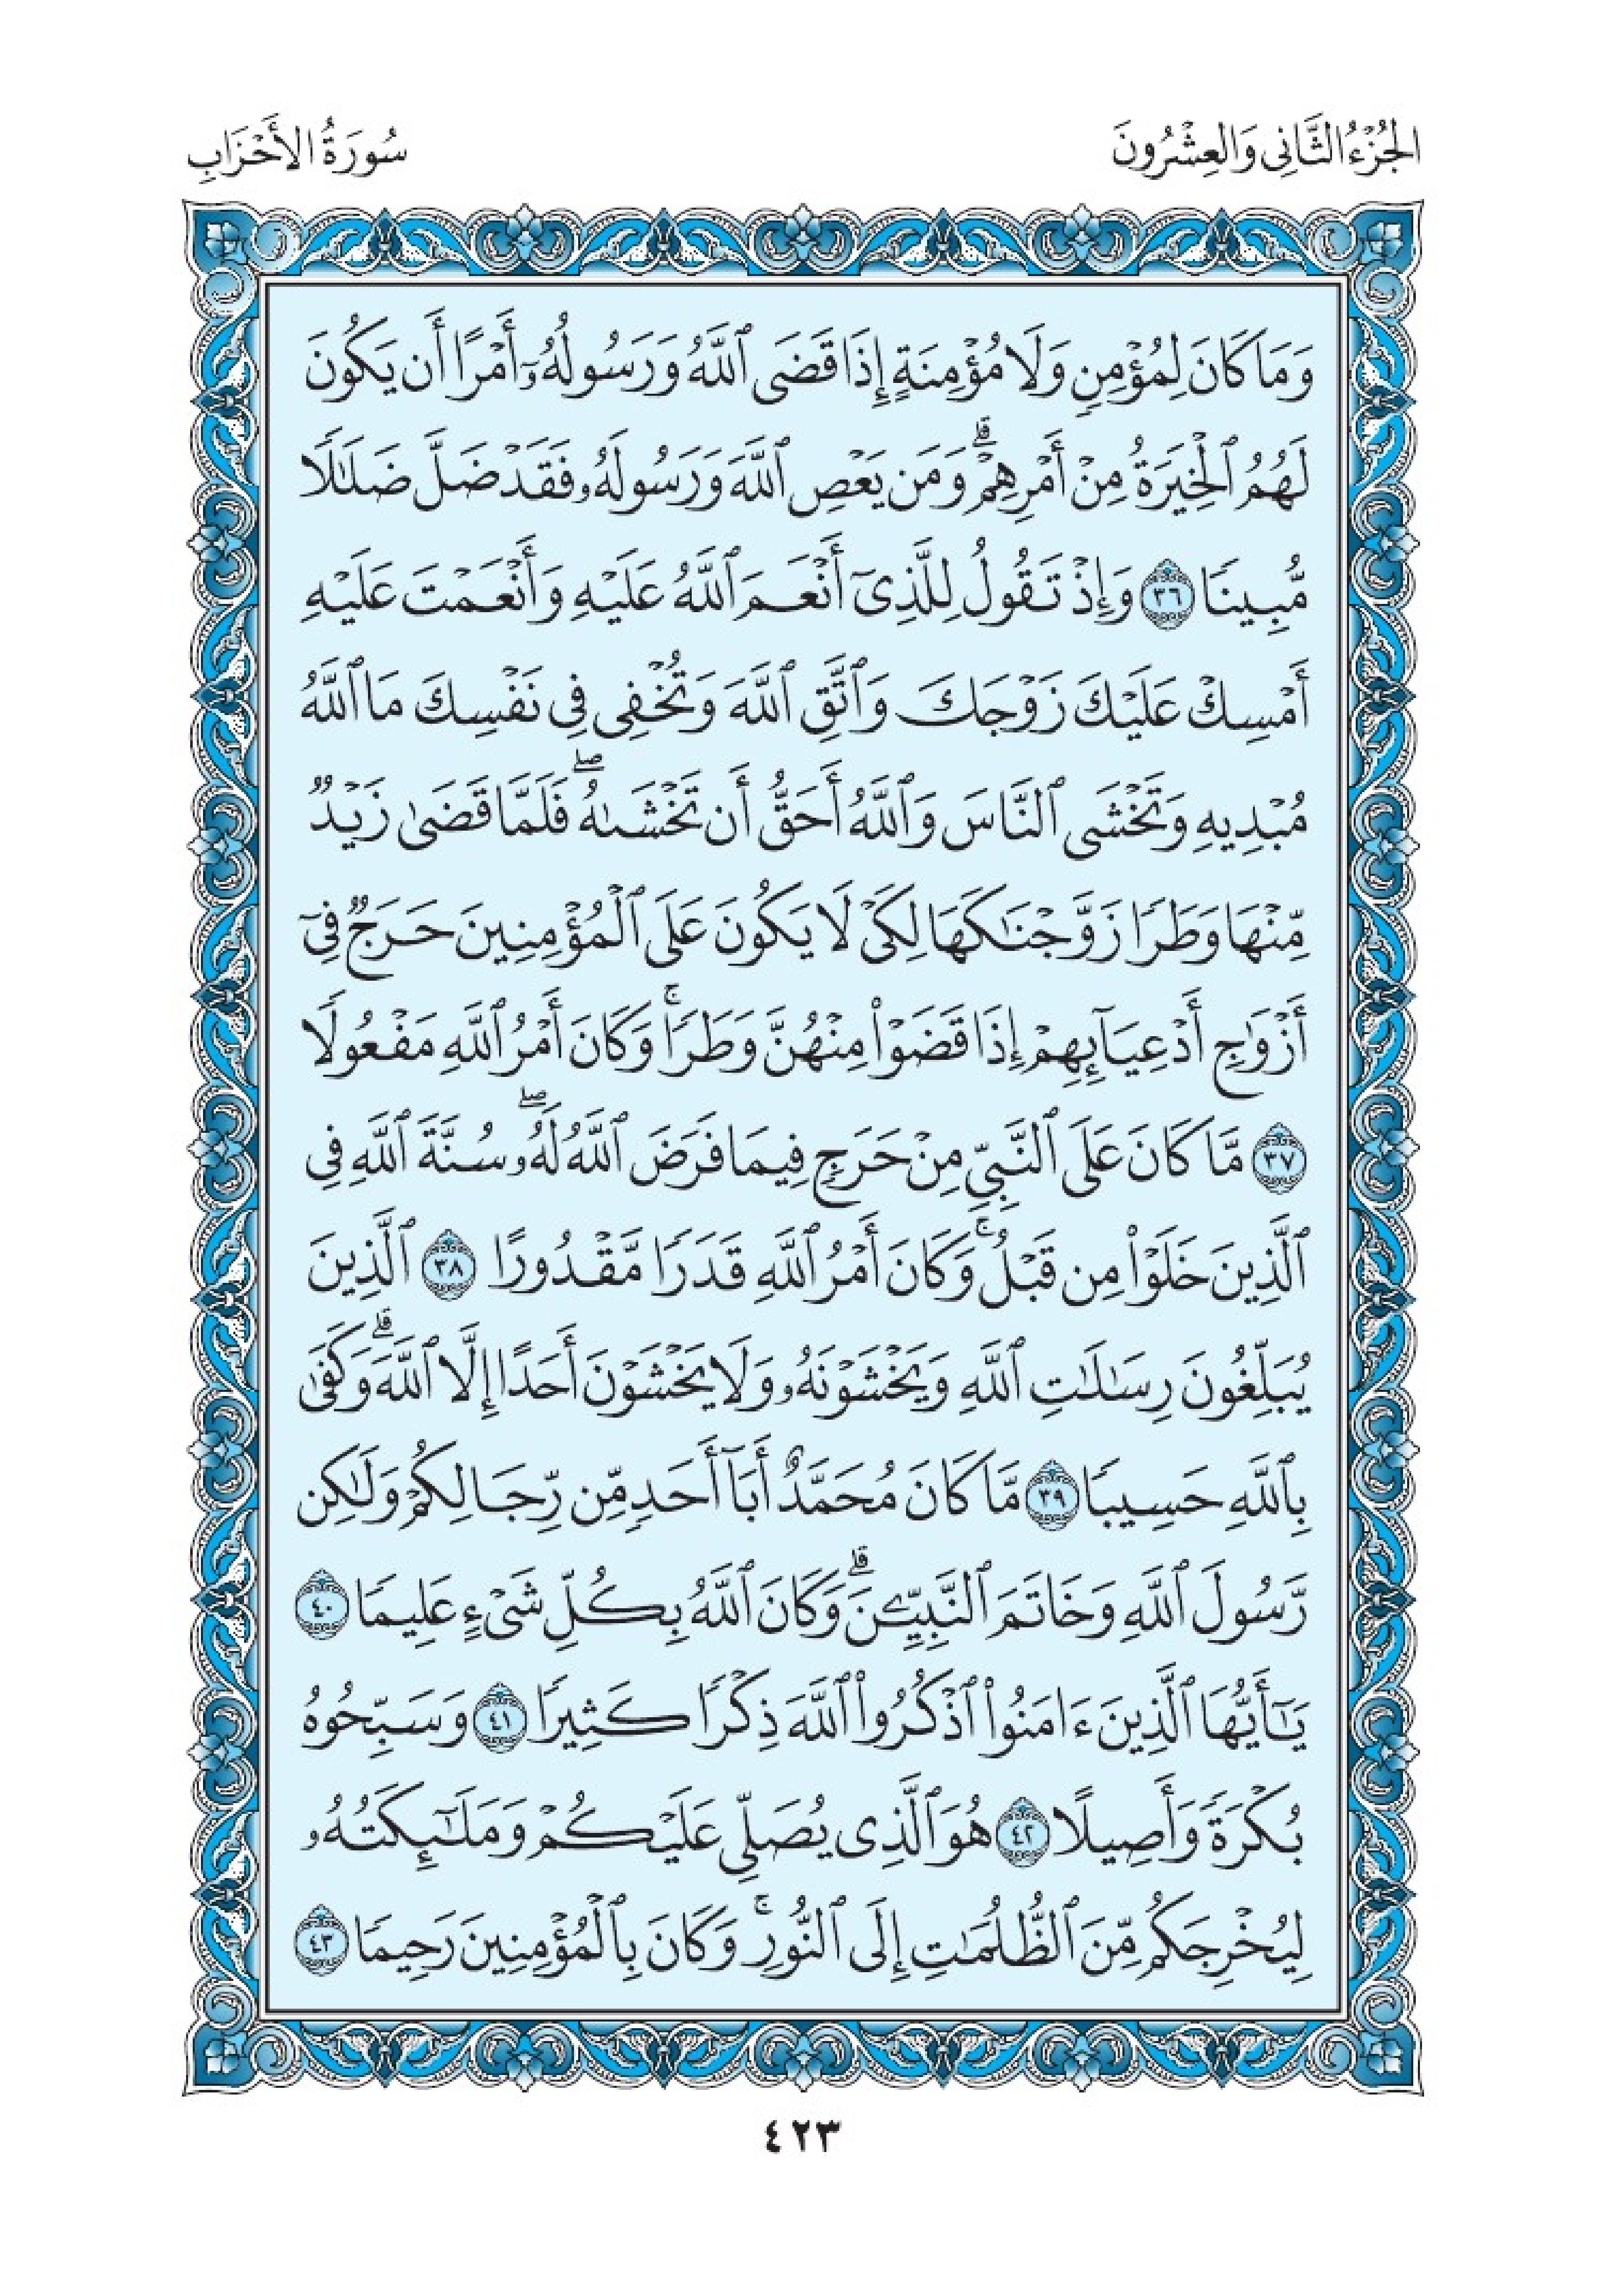 الجُزْءُ الثَّانِي وَالعِشْرُونَ
سُورَةُ الأَحْزَابِ
وَمَا كَانَ لِمُؤْمِنٖ وَلَا مُؤْمِنَةٍ إِذَا قَضَى ٱللَّهُ وَرَسُولُهُۥٓ أَمْرًا أَن يَكُونَ
لَهُمُ ٱلْخِيَرَةُ مِنْ أَمْرِهِمْۗ وَمَن يَعْصِ ٱللَّهَ وَرَسُولَهُۥ فَقَدْ ضَلَّ ضَلَٰلٗا
مُّبِينٗا ٣٦ وَإِذْ تَقُولُ لِلَّذِيٓ أَنْعَمَ ٱللَّهُ عَلَيْهِ وَأَنْعَمْتَ عَلَيْهِ
أَمْسِكْ عَلَيْكَ زَوْجَكَ وَٱتَّقِ ٱللَّهَ وَتُخْفِي فِي نَفْسِكَ مَا ٱللَّهُ
مُبْدِيهِ وَتَخْشَى ٱلنَّاسَ وَٱللَّهُ أَحَقُّ أَن تَخْشَىٰهُۖ فَلَمَّا قَضَىٰ زَيْدٞ
مِّنْهَا وَطَرٗا زَوَّجْنَٰكَهَا لِكَيْ لَا يَكُونَ عَلَى ٱلْمُؤْمِنِينَ حَرَجٞ فِيٓ
أَزْوَٰجِ أَدْعِيَآئِهِمْ إِذَا قَضَوْاْ مِنْهُنَّ وَطَرٗاۚ وَكَانَ أَمْرُ ٱللَّهِ مَفْعُولٗا
٣٧ مَّا كَانَ عَلَى ٱلنَّبِيِّ مِنْ حَرَجٖ فِيمَا فَرَضَ ٱللَّهُ لَهُۥۖ سُنَّةَ ٱللَّهِ فِي
ٱلَّذِينَ خَلَوْاْ مِن قَبْلُۚ وَكَانَ أَمْرُ ٱللَّهِ قَدَرٗا مَّقْدُورًا ٣٨ ٱلَّذِينَ
يُبَلِّغُونَ رِسَٰلَٰتِ ٱللَّهِ وَيَخْشَوْنَهُۥ وَلَا يَخْشَوْنَ أَحَدًا إِلَّا ٱللَّهَۗ وَكَفَىٰ
بِٱللَّهِ حَسِيبٗا ٣٩ مَّا كَانَ مُحَمَّدٌ أَبَآ أَحَدٖ مِّن رِّجَالِكُمْ وَلَٰكِن
رَّسُولَ ٱللَّهِ وَخَاتَمَ ٱلنَّبِيِّـۧنَۗ وَكَانَ ٱللَّهُ بِكُلِّ شَيْءٍ عَلِيمٗا ٤٠
يَٰٓأَيُّهَا ٱلَّذِينَ ءَامَنُواْ ٱذْكُرُواْ ٱللَّهَ ذِكْرٗا كَثِيرٗا ٤١ وَسَبِّحُوهُ
بُكْرَةٗ وَأَصِيلًا ٤٢ هُوَ ٱلَّذِي يُصَلِّي عَلَيْكُمْ وَمَلَٰٓئِكَتُهُۥ
لِيُخْرِجَكُم مِّنَ ٱلظُّلُمَٰتِ إِلَى ٱلنُّورِۚ وَكَانَ بِٱلْمُؤْمِنِينَ رَحِيمٗا ٤٣
٤٢٣